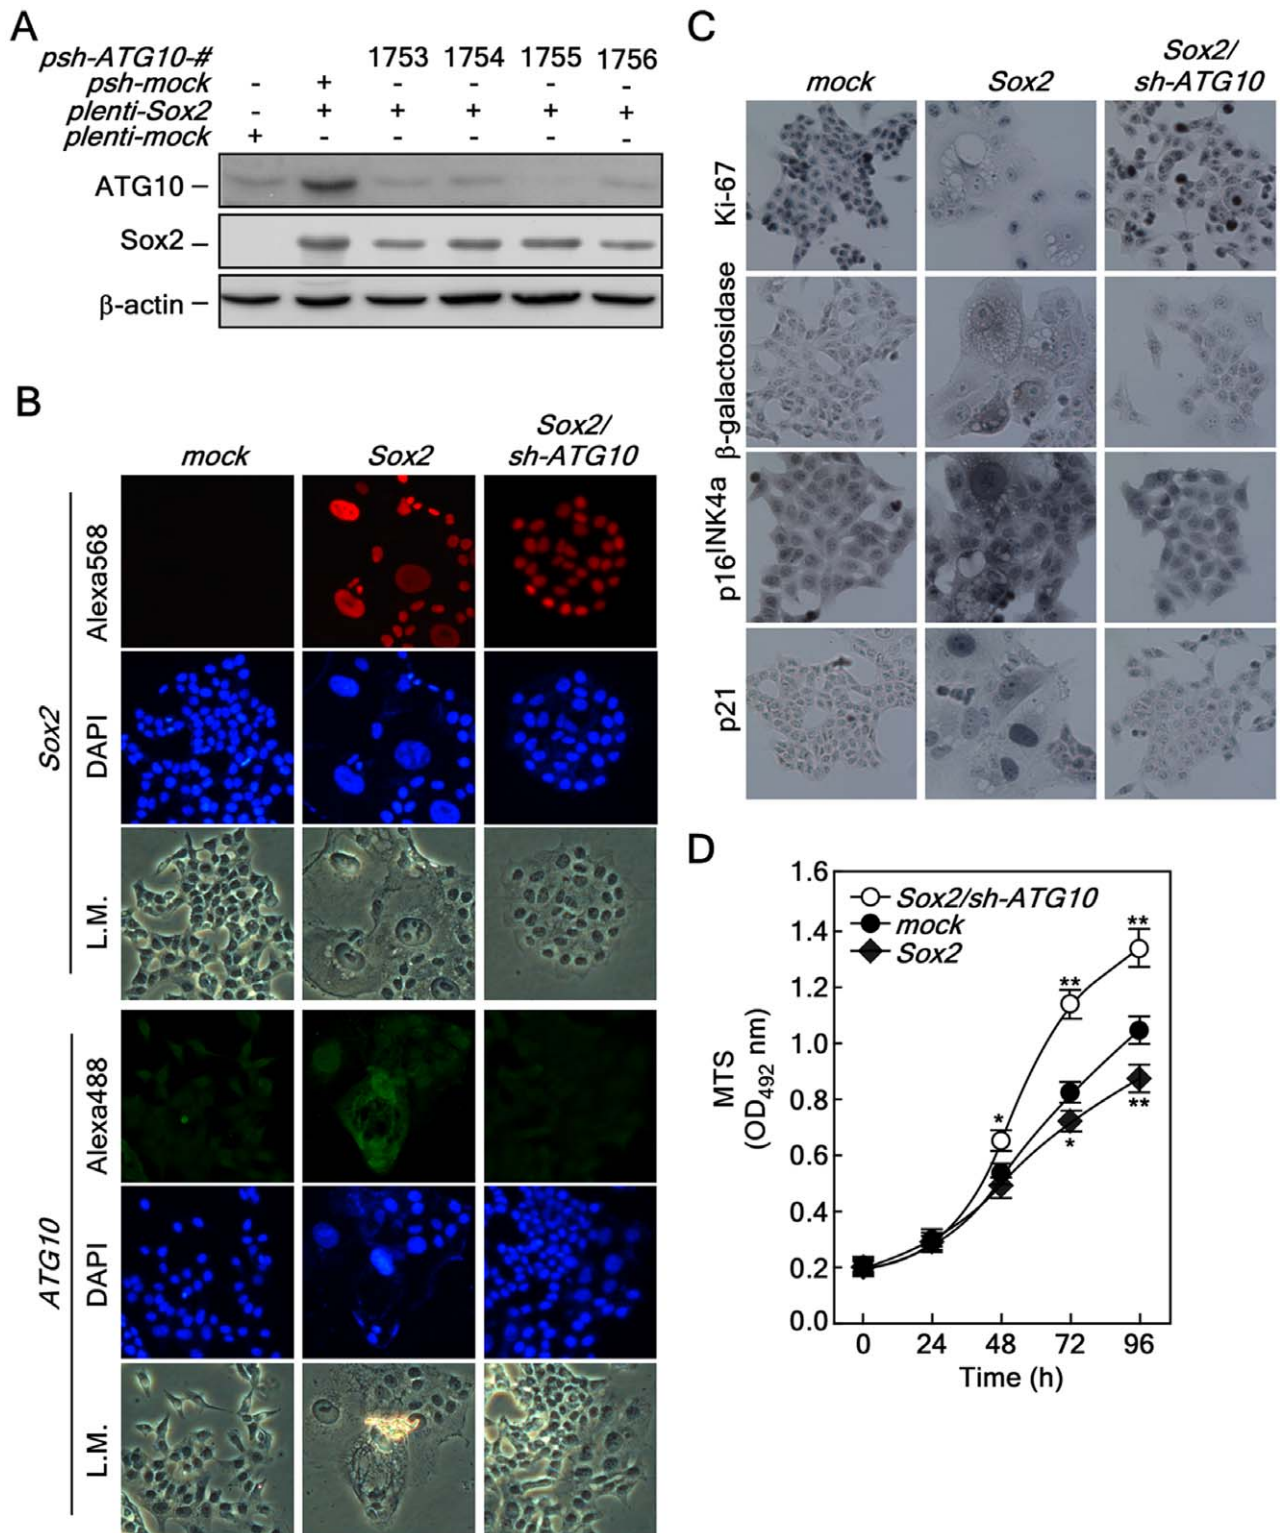 A
psh-ATG10-# 1753 1754 1755 1756
psh-mock - + - - - -
plenti-Sox2 - + + + + +
plenti-mock + - - - - -
ATG10 –
Sox2 –
β-actin –
B
mock Sox2 Sox2/
sh-ATG10
Sox2
Alexa568
DAPI
L.M.
ATG10
Alexa488
DAPI
L.M.
C
mock Sox2 Sox2/
sh-ATG10
Ki-67
β-galactosidase
p16INK4a
p21
D
MTS
(OD492 nm)
1.6
1.4
1.2
1.0
0.8
0.6
0.4
0.2
0.0
Sox2/sh-ATG10
mock
Sox2
*
**
**
*
**
0 24 48 72 96
Time (h)